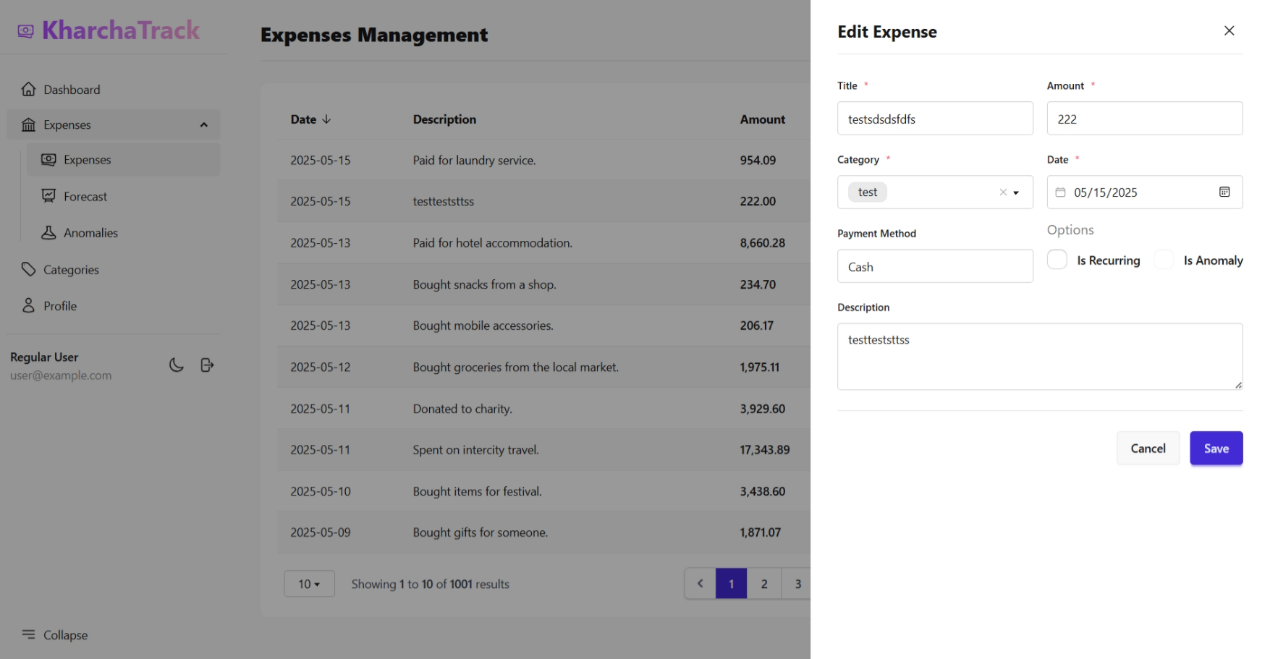 KharchaTrack
Dashboard
Expenses
Expenses
Forecast
Anomalies
Categories
Profile
Regular User
user@example.com
Collapse
Expenses Management
Date ↓ Description Amount
2025-05-15 Paid for laundry service. 954.09
2025-05-15 testteststtss 222.00
2025-05-13 Paid for hotel accommodation. 8,660.28
2025-05-13 Bought snacks from a shop. 234.70
2025-05-13 Bought mobile accessories. 206.17
2025-05-12 Bought groceries from the local market. 1,975.11
2025-05-11 Donated to charity. 3,929.60
2025-05-11 Spent on intercity travel. 17,343.89
2025-05-10 Bought items for festival. 3,438.60
2025-05-09 Bought gifts for someone. 1,871.07
10 Showing 1 to 10 of 1001 results 1 2 3
Edit Expense
Title * Amount *
testsdsdsfdfs 222
Category * Date *
test 05/15/2025
Payment Method Options
Cash Is Recurring Is Anomaly
Description
testteststtss
Cancel Save